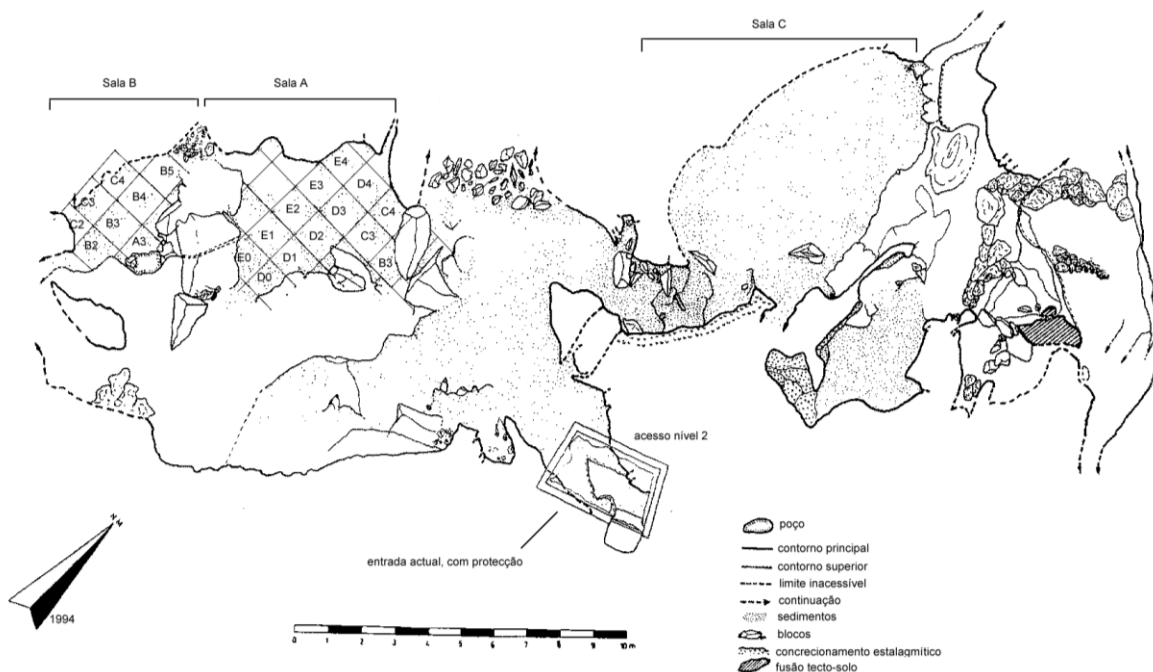 Sala C
Sala B
Sala A
B5
C4
B4
C3
B3
C2
B2
A3
E4
E3
D4
E2
D3
C4
E1
D2
C3
E0
D1
B3
D0
acesso nível 2
entrada actual, com protecção
N M
1994
0 1 2 3 4 5 6 7 8 9 10 m
poço
contorno principal
contorno superior
limite inacessível
continuação
sedimentos
blocos
concrecionamento estalagmítico
fusão tecto-solo